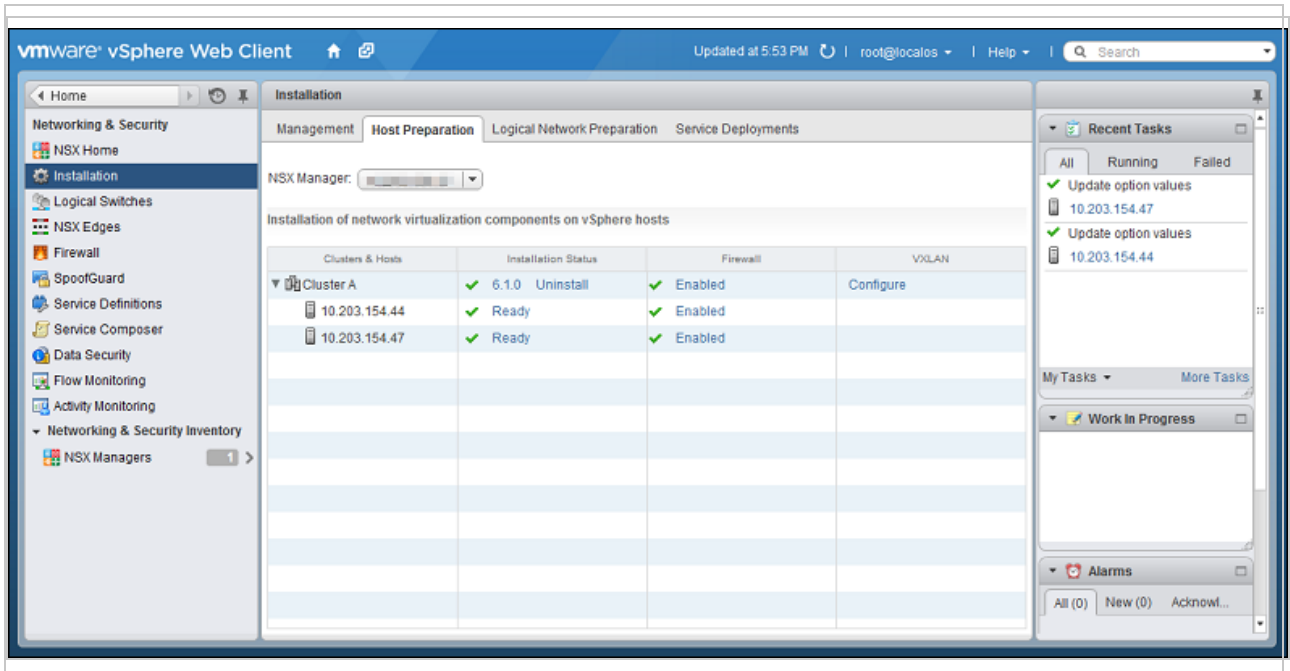 vmware® vSphere Web Client
Updated at 5:53 PM | root@localos | Help | Search
Home
Networking & Security
NSX Home
Installation
Logical Switches
NSX Edges
Firewall
SpoofGuard
Service Definitions
Service Composer
Data Security
Flow Monitoring
Activity Monitoring
Networking & Security Inventory
NSX Managers 1
Installation
Management Host Preparation Logical Network Preparation Service Deployments
NSX Manager:
Installation of network virtualization components on vSphere hosts
Clusters & Hosts Installation Status Firewall VXLAN
Cluster A 6.1.0 Uninstall Enabled Configure
10.203.154.44 Ready Enabled
10.203.154.47 Ready Enabled
Recent Tasks
All Running Failed
Update option values
10.203.154.47
Update option values
10.203.154.44
My Tasks More Tasks
Work In Progress
Alarms
All (0) New (0) Acknowl...